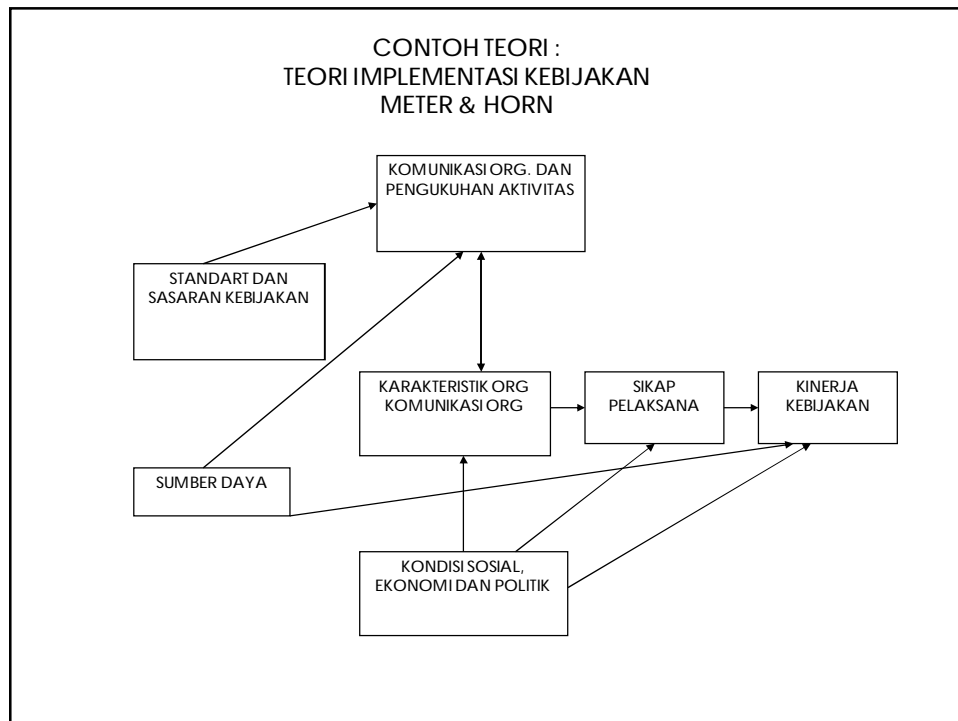 CONTOH TEORI :
TEORI IMPLEMENTASI KEBIJAKAN
METER & HORN
KOMUNIKASI ORG. DAN
PENGUKUHAN AKTIVITAS
STANDART DAN
SASARAN KEBIJAKAN
KARAKTERISTIK ORG
KOMUNIKASI ORG
SIKAP
PELAKSANA
KINERJA
KEBIJAKAN
SUMBER DAYA
KONDISI SOSIAL,
EKONOMI DAN POLITIK